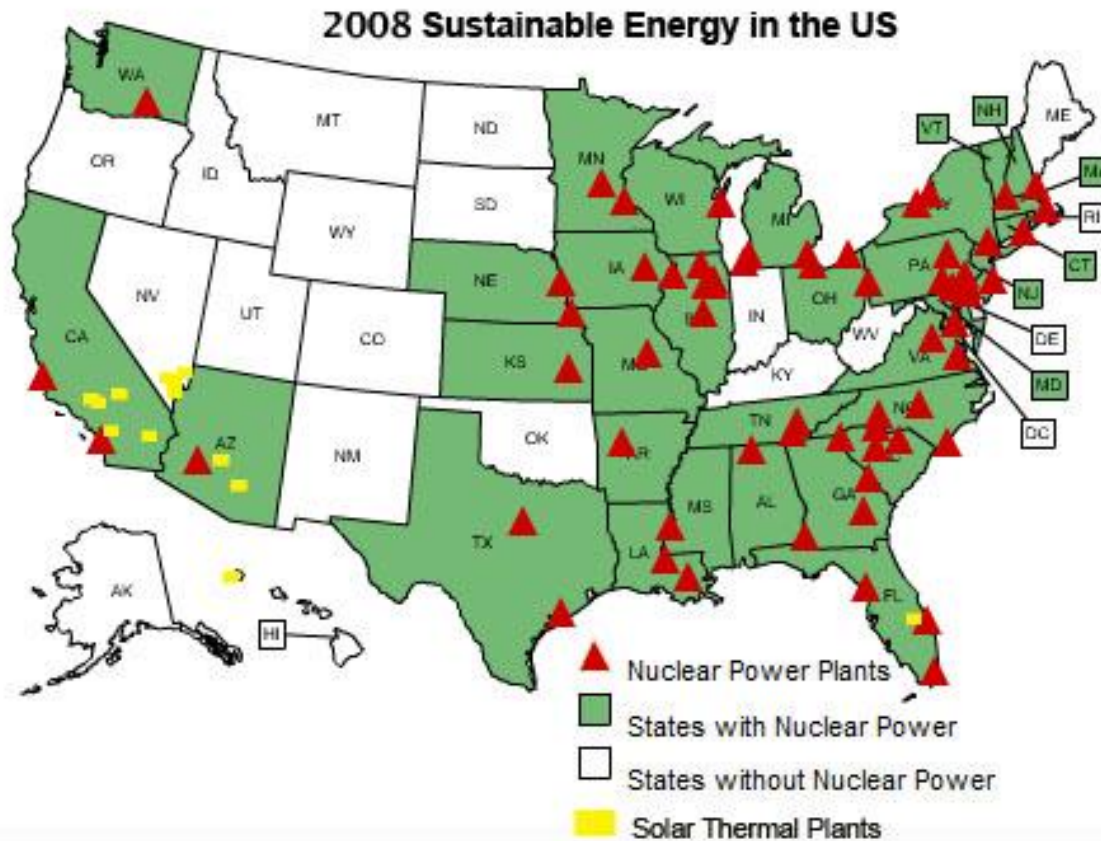 2008 Sustainable Energy in the US
WA
MT
ND
MN
VT
NH
ME
OR
ID
SD
WI
MI
MA
RI
WY
NE
IA
PA
CT
NJ
NV
UT
CO
IN
OH
WV
DE
CA
KS
KY
VA
MD
DC
AZ
NM
OK
TN
TX
MS
AL
GA
LA
FL
AK
HI
Nuclear Power Plants
States with Nuclear Power
States without Nuclear Power
Solar Thermal Plants